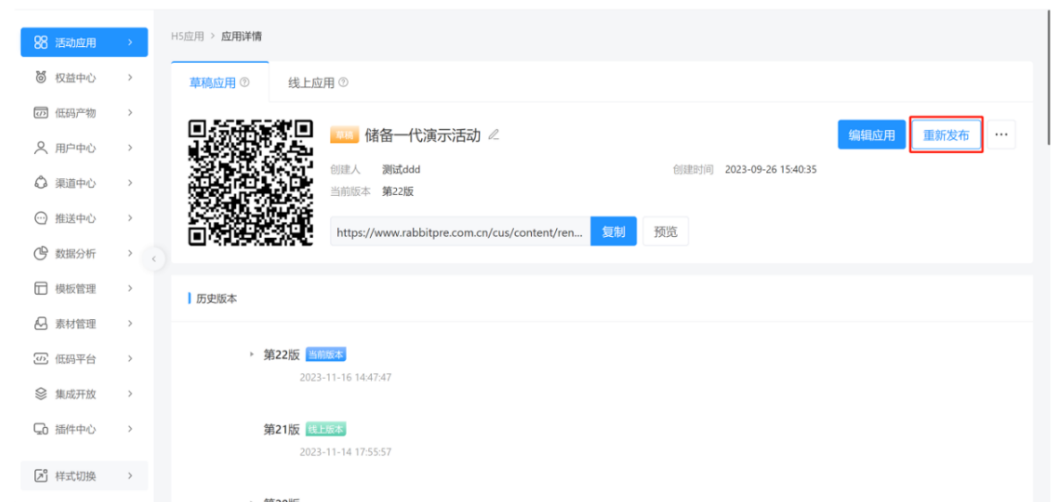 活动应用
权益中心
低码产物
用户中心
渠道中心
推送中心
数据分析
模板管理
素材管理
低码平台
集成开放
插件中心
样式切换
H5应用 > 应用详情
草稿应用
线上应用
草稿 储备一代演示活动
编辑应用 重新发布 ···
创建人 测试ddd 创建时间 2023-09-26 15:40:35
当前版本 第22版
https://www.rabbitpre.com.cn/cus/content/ren... 复制 预览
历史版本
第22版 当前版本
2023-11-16 14:47:47
第21版 线上版本
2023-11-14 17:55:57